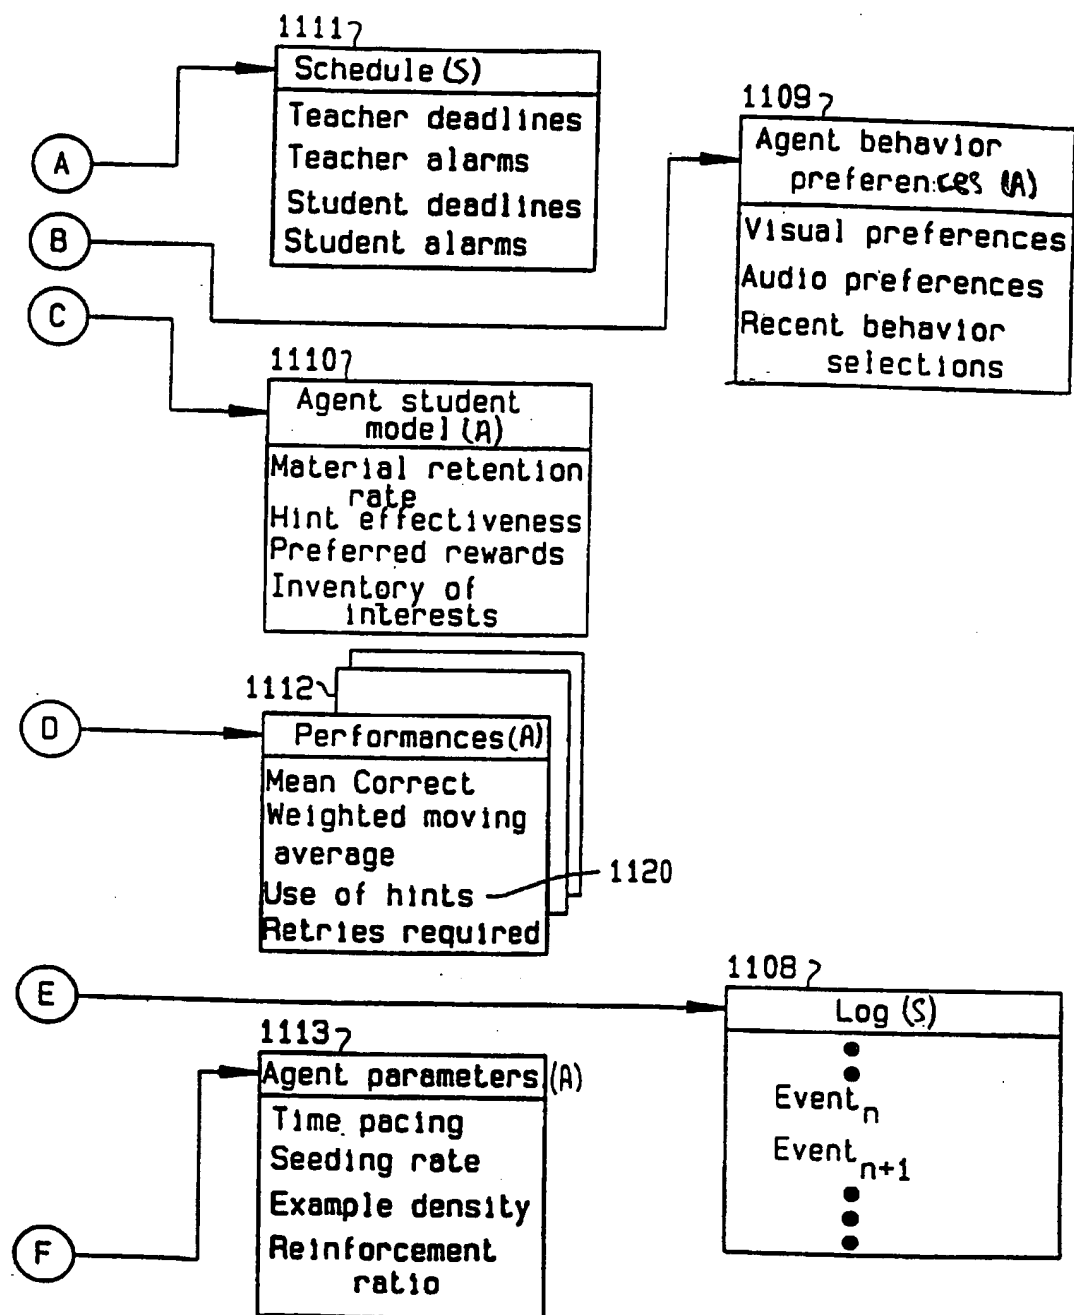 1111
Schedule (S)
Teacher deadlines
Teacher alarms
Student deadlines
Student alarms
A
B
C
1109
Agent behavior
preferences (A)
Visual preferences
Audio preferences
Recent behavior
selections
1110
Agent student
model (A)
Material retention
rate
Hint effectiveness
Preferred rewards
Inventory of
interests
D
1112
Performances (A)
Mean Correct
Weighted moving
average
Use of hints
1120
Retries required
E
1108
Log (S)
Event n
Event n+1
1113
Agent parameters (A)
Time pacing
Seeding rate
Example density
Reinforcement
ratio
F